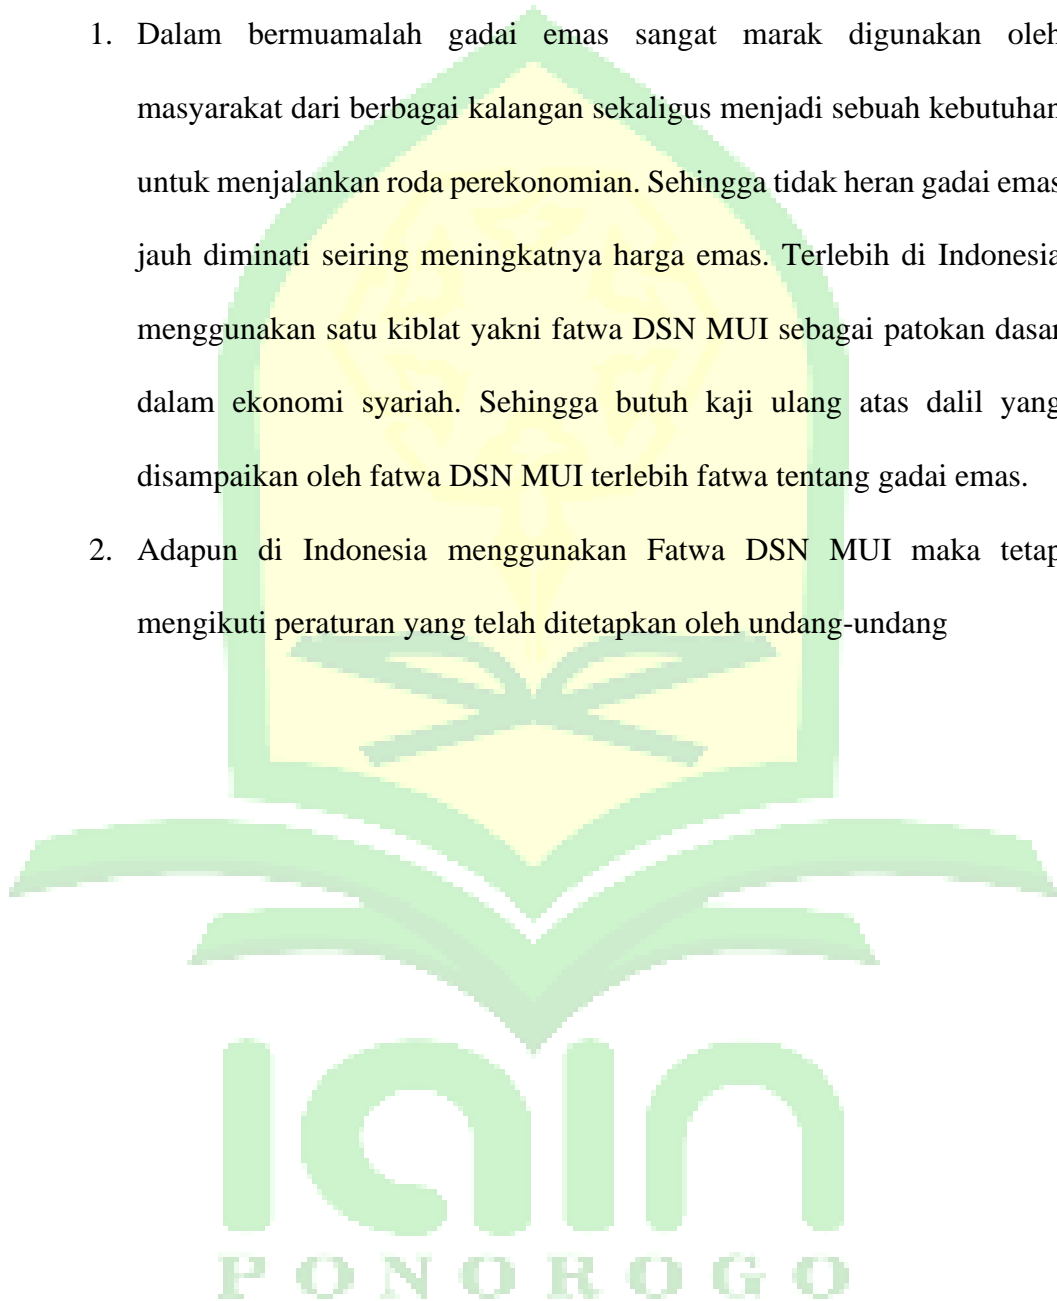 1. Dalam bermuamalah gadai emas sangat marak digunakan oleh
masyarakat dari berbagai kalangan sekaligus menjadi sebuah kebutuhan
untuk menjalankan roda perekonomian. Sehingga tidak heran gadai emas
jauh diminati seiring meningkatnya harga emas. Terlebih di Indonesia
menggunakan satu kiblat yakni fatwa DSN MUI sebagai patokan dasar
dalam ekonomi syariah. Sehingga butuh kaji ulang atas dalil yang
disampaikan oleh fatwa DSN MUI terlebih fatwa tentang gadai emas.
2. Adapun di Indonesia menggunakan Fatwa DSN MUI maka tetap
mengikuti peraturan yang telah ditetapkan oleh undang-undang
iain
PONOROGO